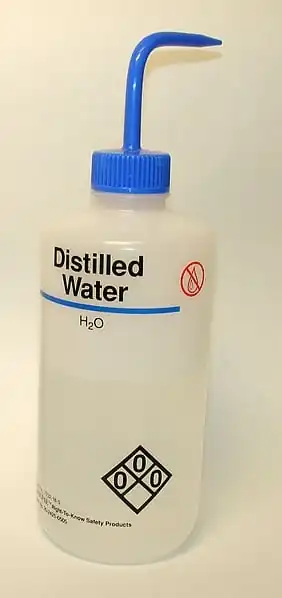 Distilled
Water
H₂O
0
0 0
Right-To-Know Safety Products